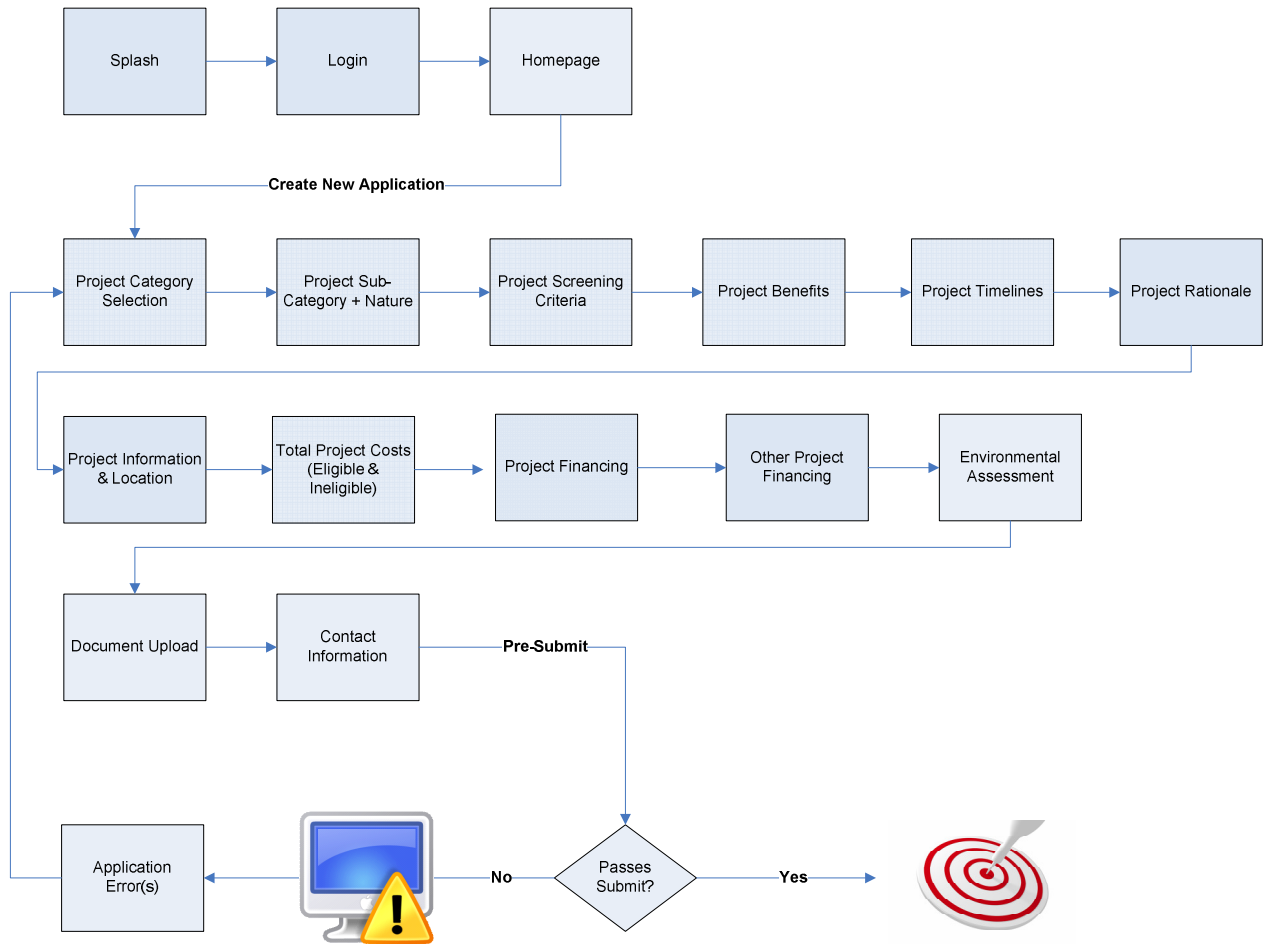 Splash
Login
Homepage
Create New Application
Project Category
Selection
Project Sub-
Category + Nature
Project Screening
Criteria
Project Benefits
Project Timelines
Project Rationale
Project Information
& Location
Total Project Costs
(Eligible &
Ineligible)
Project Financing
Other Project
Financing
Environmental
Assessment
Document Upload
Contact
Information
Pre-Submit
Application
Error(s)
No
Passes
Submit?
Yes